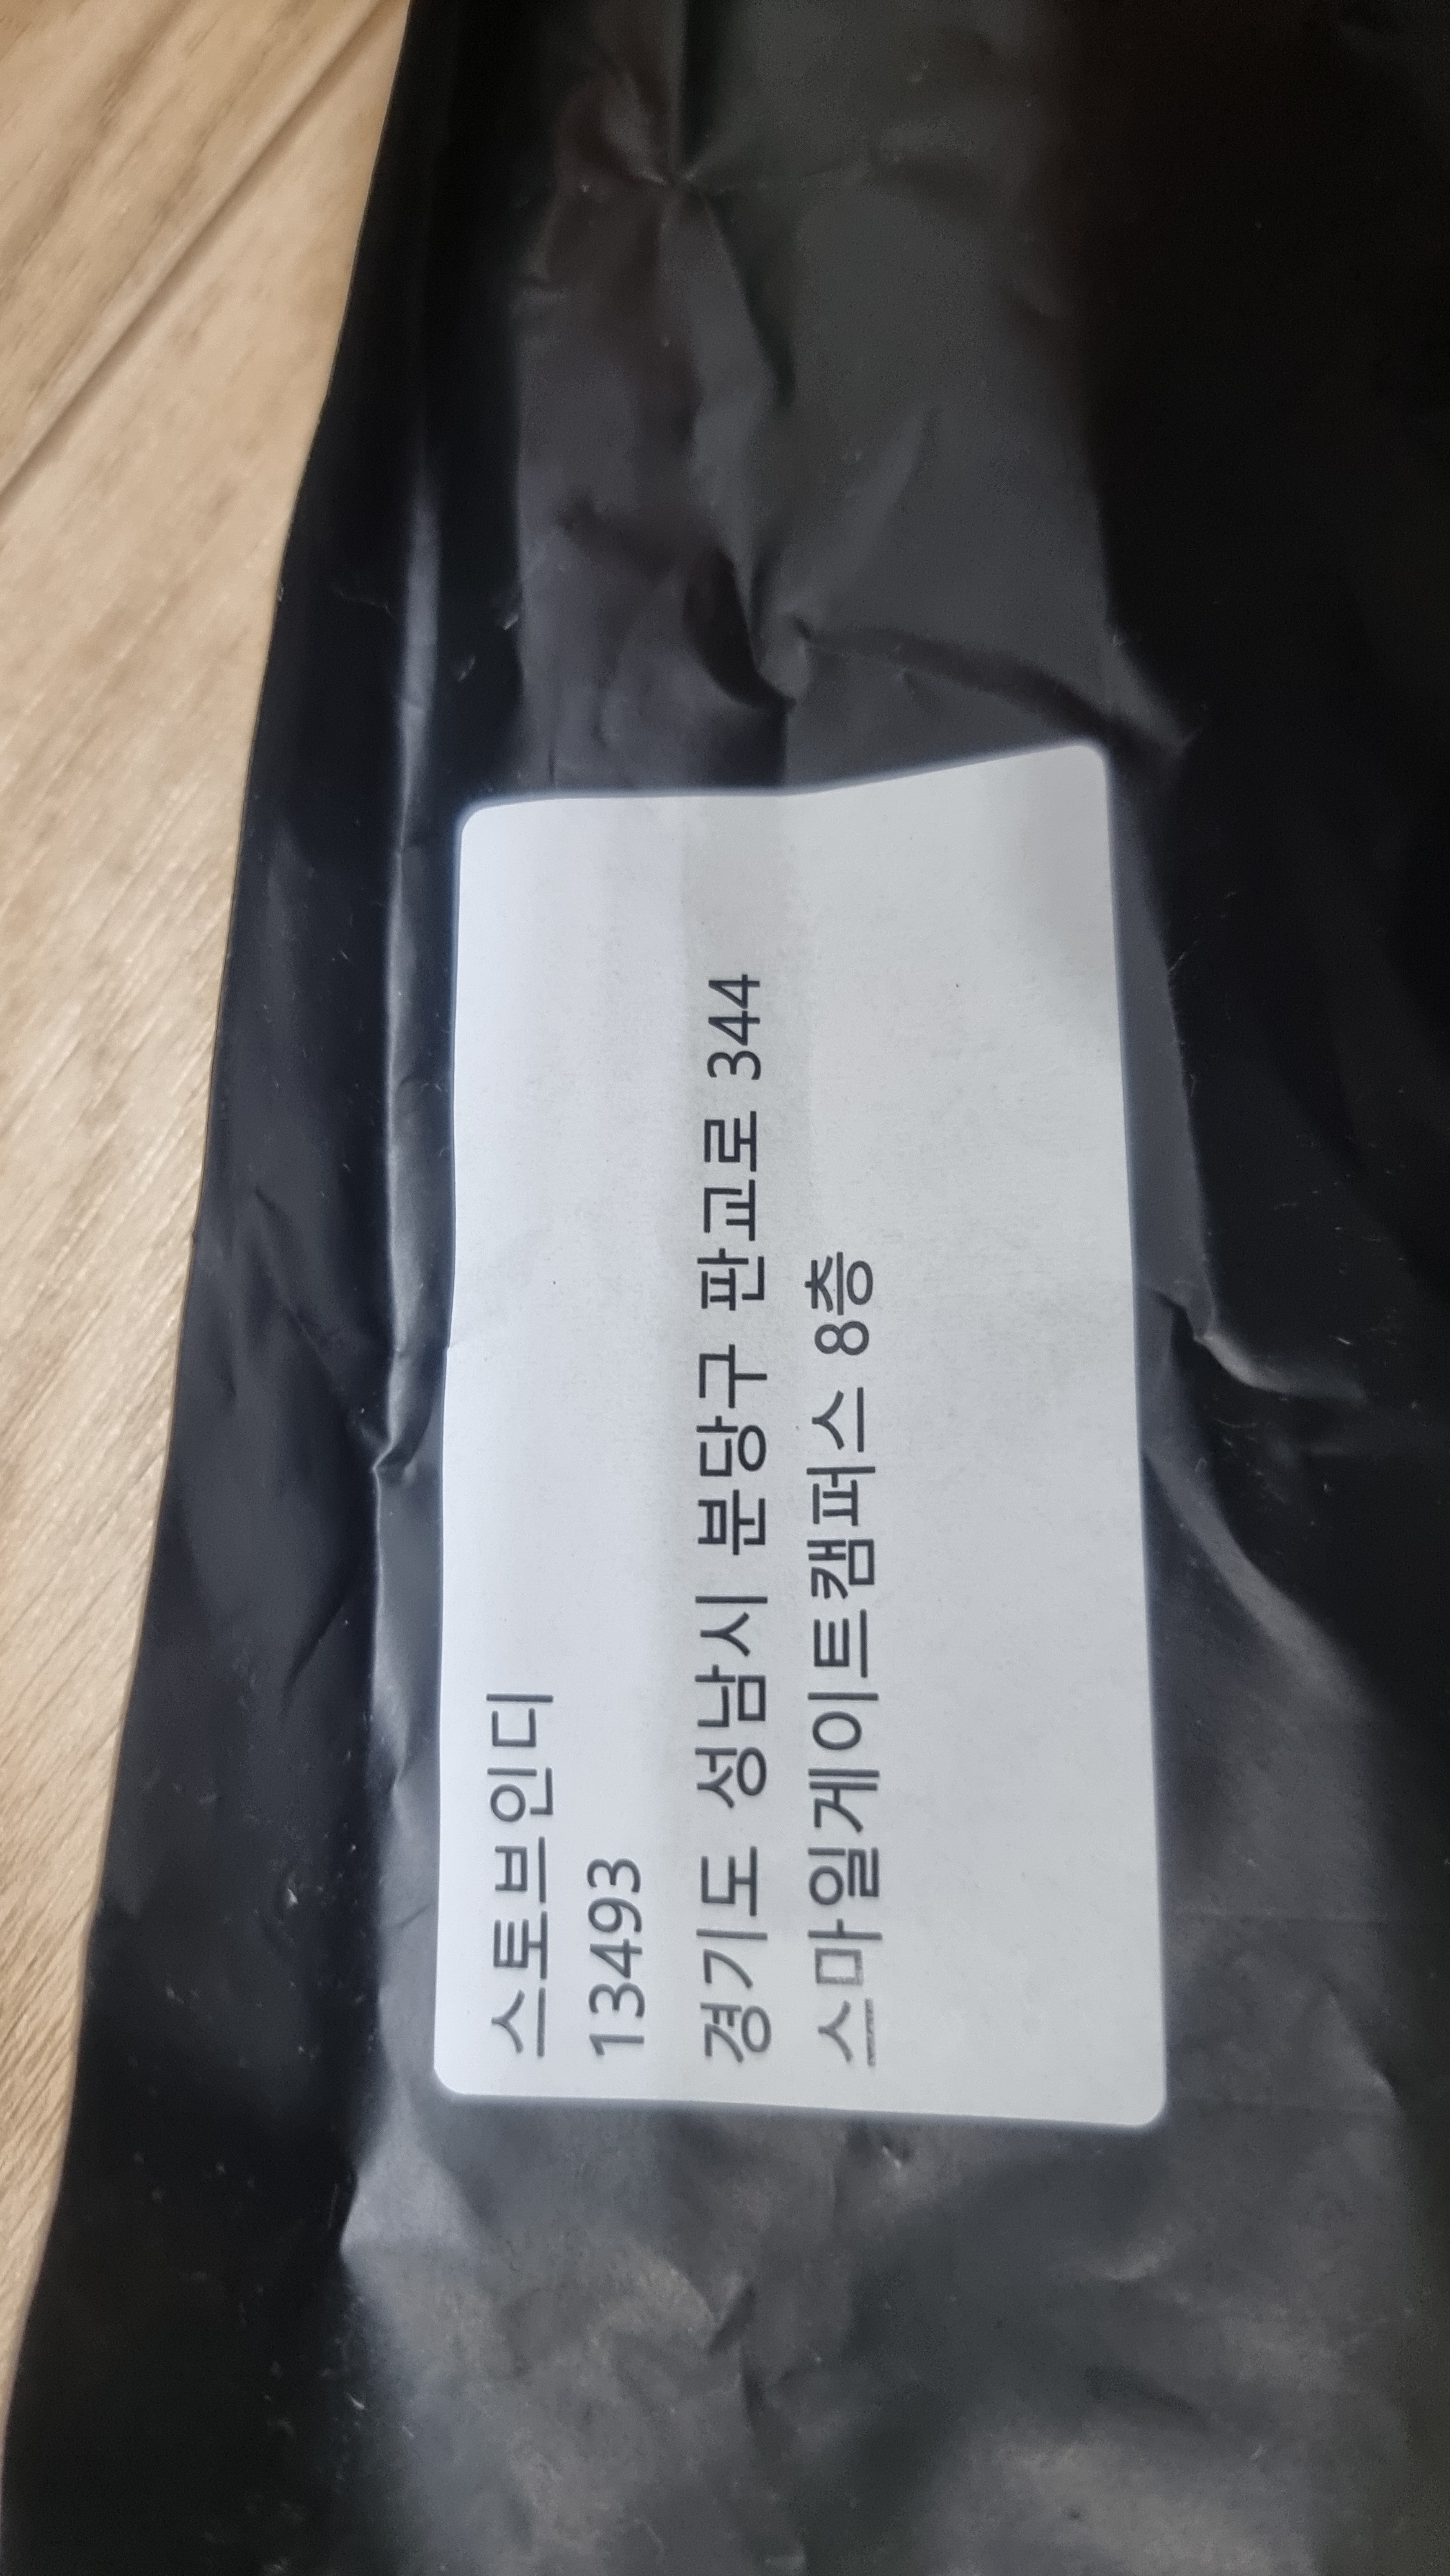 스토브인디
13493
경기도 성남시 분당구 판교로 344
스마일게이트캠퍼스 8층